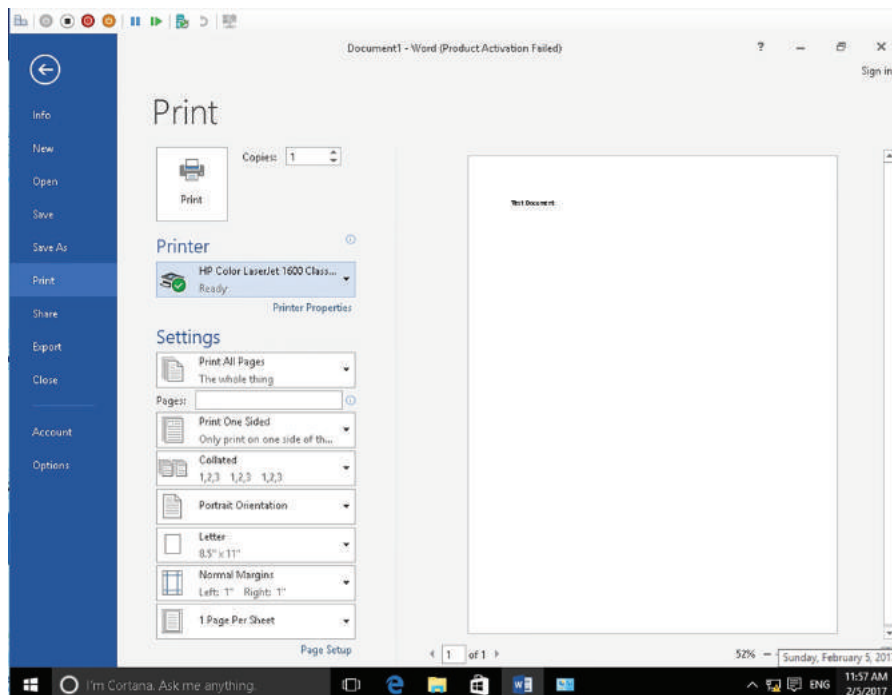 Document1 - Word (Product Activation Failed)
?
Sign in
Info
New
Open
Save
Save As
Print
Share
Export
Close
Account
Options
Print
Print
Copies: 1
Printer
HP Color LaserJet 1600 Class...
Ready
Printer Properties
Settings
Print All Pages
The whole thing
Pages:
Print One Sided
Only print on one side of th...
Collated
1,2,3 1,2,3 1,2,3
Portrait Orientation
Letter
8.5" x 11"
Normal Margins
Left: 1" Right: 1"
1 Page Per Sheet
Page Setup
Test Document
1 of 1
52%
Sunday, February 5, 201
I'm Cortana. Ask me anything.
ENG
11:57 AM
2/5/2017